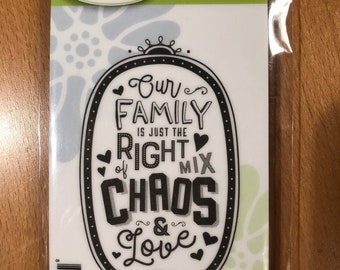 Our
FAMILY
IS JUST THE
RIGHT
of MIX
CHAOS
&
Love